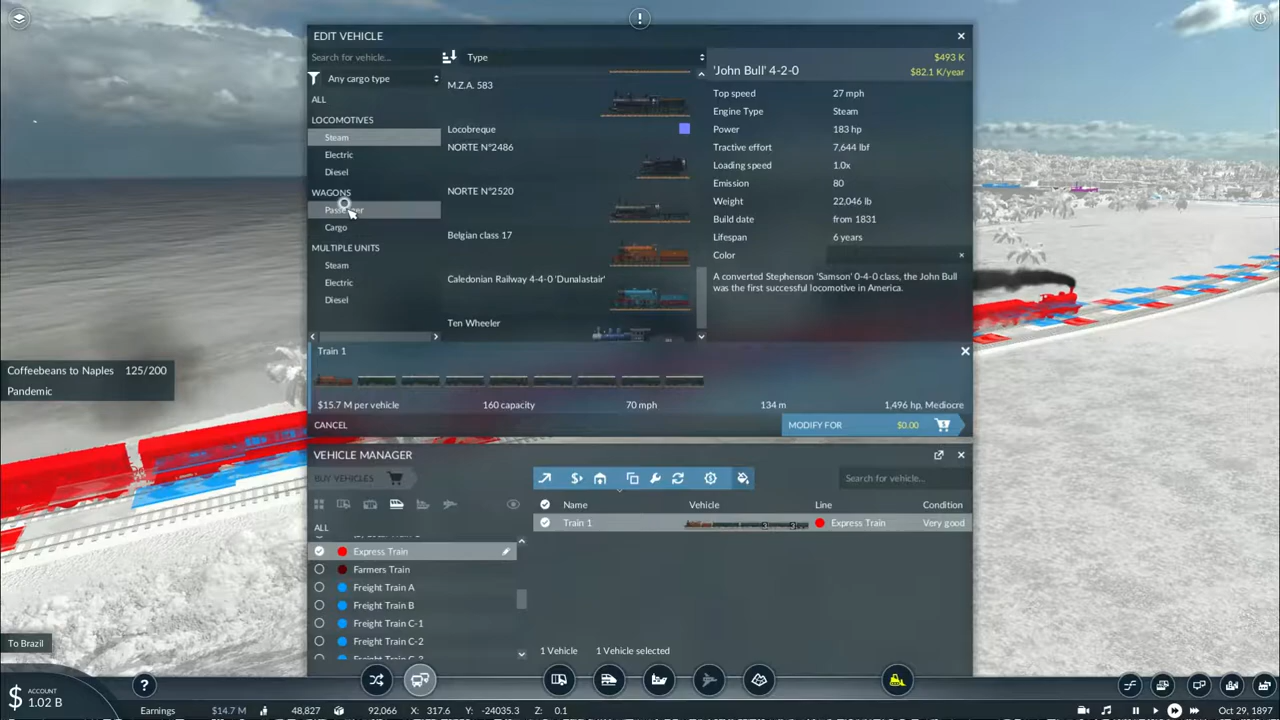 EDIT VEHICLE
Search for vehicle...
Type
Any cargo type
ALL
LOCOMOTIVES
Steam
Electric
Diesel
WAGONS
Passenger
Cargo
MULTIPLE UNITS
Steam
Electric
Diesel
M.Z.A. 583
Locobreque
NORTE Nº2486
NORTE Nº2520
Belgian class 17
Caledonian Railway 4-4-0 'Dunalastair'
Ten Wheeler
$493 K
'John Bull' 4-2-0
$82.1 K/year
Top speed 27 mph
Engine Type Steam
Power 183 hp
Tractive effort 7,644 lbf
Loading speed 1.0x
Emission 80
Weight 22,046 lb
Build date from 1831
Lifespan 6 years
Color
A converted Stephenson 'Samson' 0-4-0 class, the John Bull
was the first successful locomotive in America.
Train 1
$15.7 M per vehicle 160 capacity 70 mph 134 m 1,496 hp, Mediocre
CANCEL
MODIFY FOR $0.00
Coffeebeans to Naples 125/200
Pandemic
VEHICLE MANAGER
BUY VEHICLES
Search for vehicle...
ALL
Express Train
Farmers Train
Freight Train A
Freight Train B
Freight Train C-1
Freight Train C-2
Name Vehicle Line Condition
Train 1 Express Train Very good
1 Vehicle 1 Vehicle selected
To Brazil
ACCOUNT
$ 1.02 B
?
Earnings $14.7 M 48,827 92,066 X: 317.6 Y: -24035.3 Z: 0.1
Oct 29, 1897